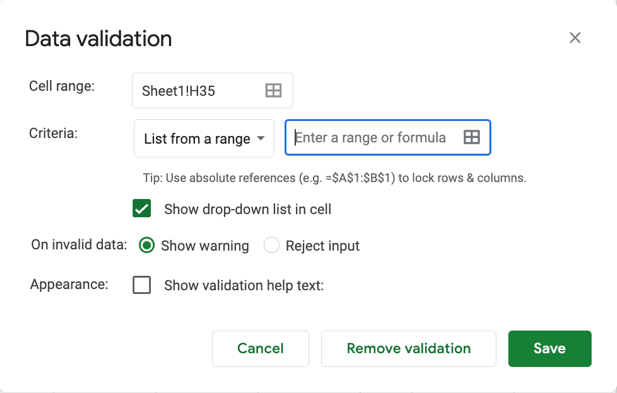 Data validation
Cell range:
Sheet1!H35
Criteria:
List from a range
Enter a range or formula
Tip: Use absolute references (e.g. =$A$1:$B$1) to lock rows & columns.
Show drop-down list in cell
On invalid data:
Show warning
Reject input
Appearance:
Show validation help text:
Cancel
Remove validation
Save